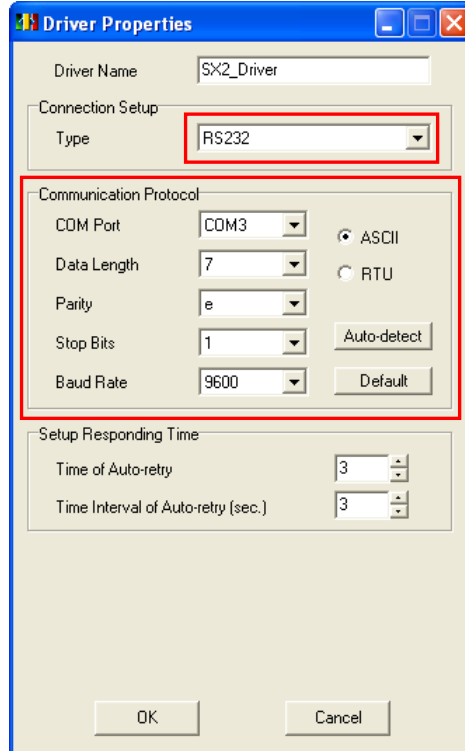 Driver Properties
Driver Name SX2_Driver
Connection Setup
Type RS232
Communication Protocol
COM Port COM3 ASCII
Data Length 7 RTU
Parity e
Stop Bits 1 Auto-detect
Baud Rate 9600 Default
Setup Responding Time
Time of Auto-retry 3
Time Interval of Auto-retry (sec.) 3
OK Cancel